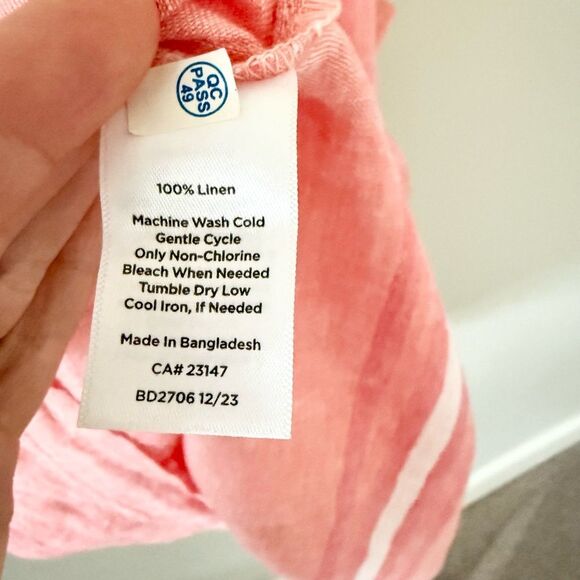 QC
PASS
49
100% Linen
Machine Wash Cold
Gentle Cycle
Only Non-Chlorine
Bleach When Needed
Tumble Dry Low
Cool Iron, If Needed
Made In Bangladesh
CA# 23147
BD2706 12/23